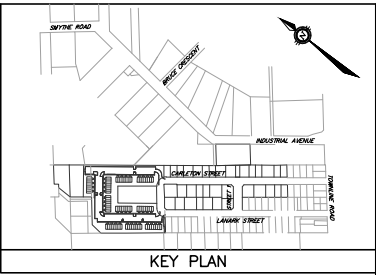 SMYTHE ROAD
BRUCE CRESCENT
INDUSTRIAL AVENUE
CARLETON STREET
STREET F
TOWNLINE ROAD
LANARK STREET
KEY PLAN